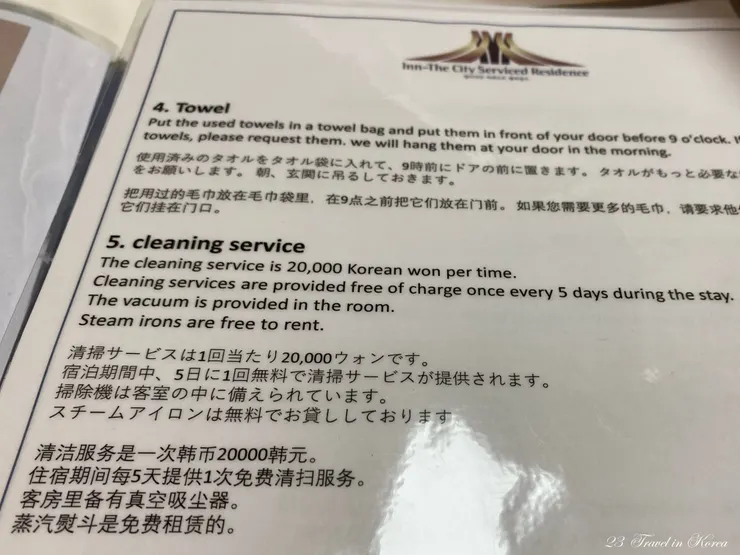 Inn-The City Serviced Residence
4. Towel
Put the used towels in a towel bag and put them in front of your door before 9 o'clock.
towels, please request them. we will hang them at your door in the morning.
使用済みのタオルをタオル袋に入れて、9時前にドアの前に置きます。 タオルがもっと必要な
をお願いします。 朝、玄関に吊るしておきます。
把用过的毛巾放在毛巾袋里，在9点之前把它们放在门前。 如果您需要更多的毛巾，请要求他
它们挂在门口。
5. cleaning service
The cleaning service is 20,000 Korean won per time.
Cleaning services are provided free of charge once every 5 days during the stay.
The vacuum is provided in the room.
Steam irons are free to rent.
清掃サービスは1回当たり20,000ウォンです。
宿泊期間中、5日に1回無料で清掃サービスが提供されます。
掃除機は客室の中に備えられています。
スチームアイロンは無料でお貸ししております
清洁服务是一次韩币20000韩元。
住宿期间每5天提供1次免费清扫服务。
客房里备有真空吸尘器。
蒸汽熨斗是免费租赁的。
23 Travel in Korea